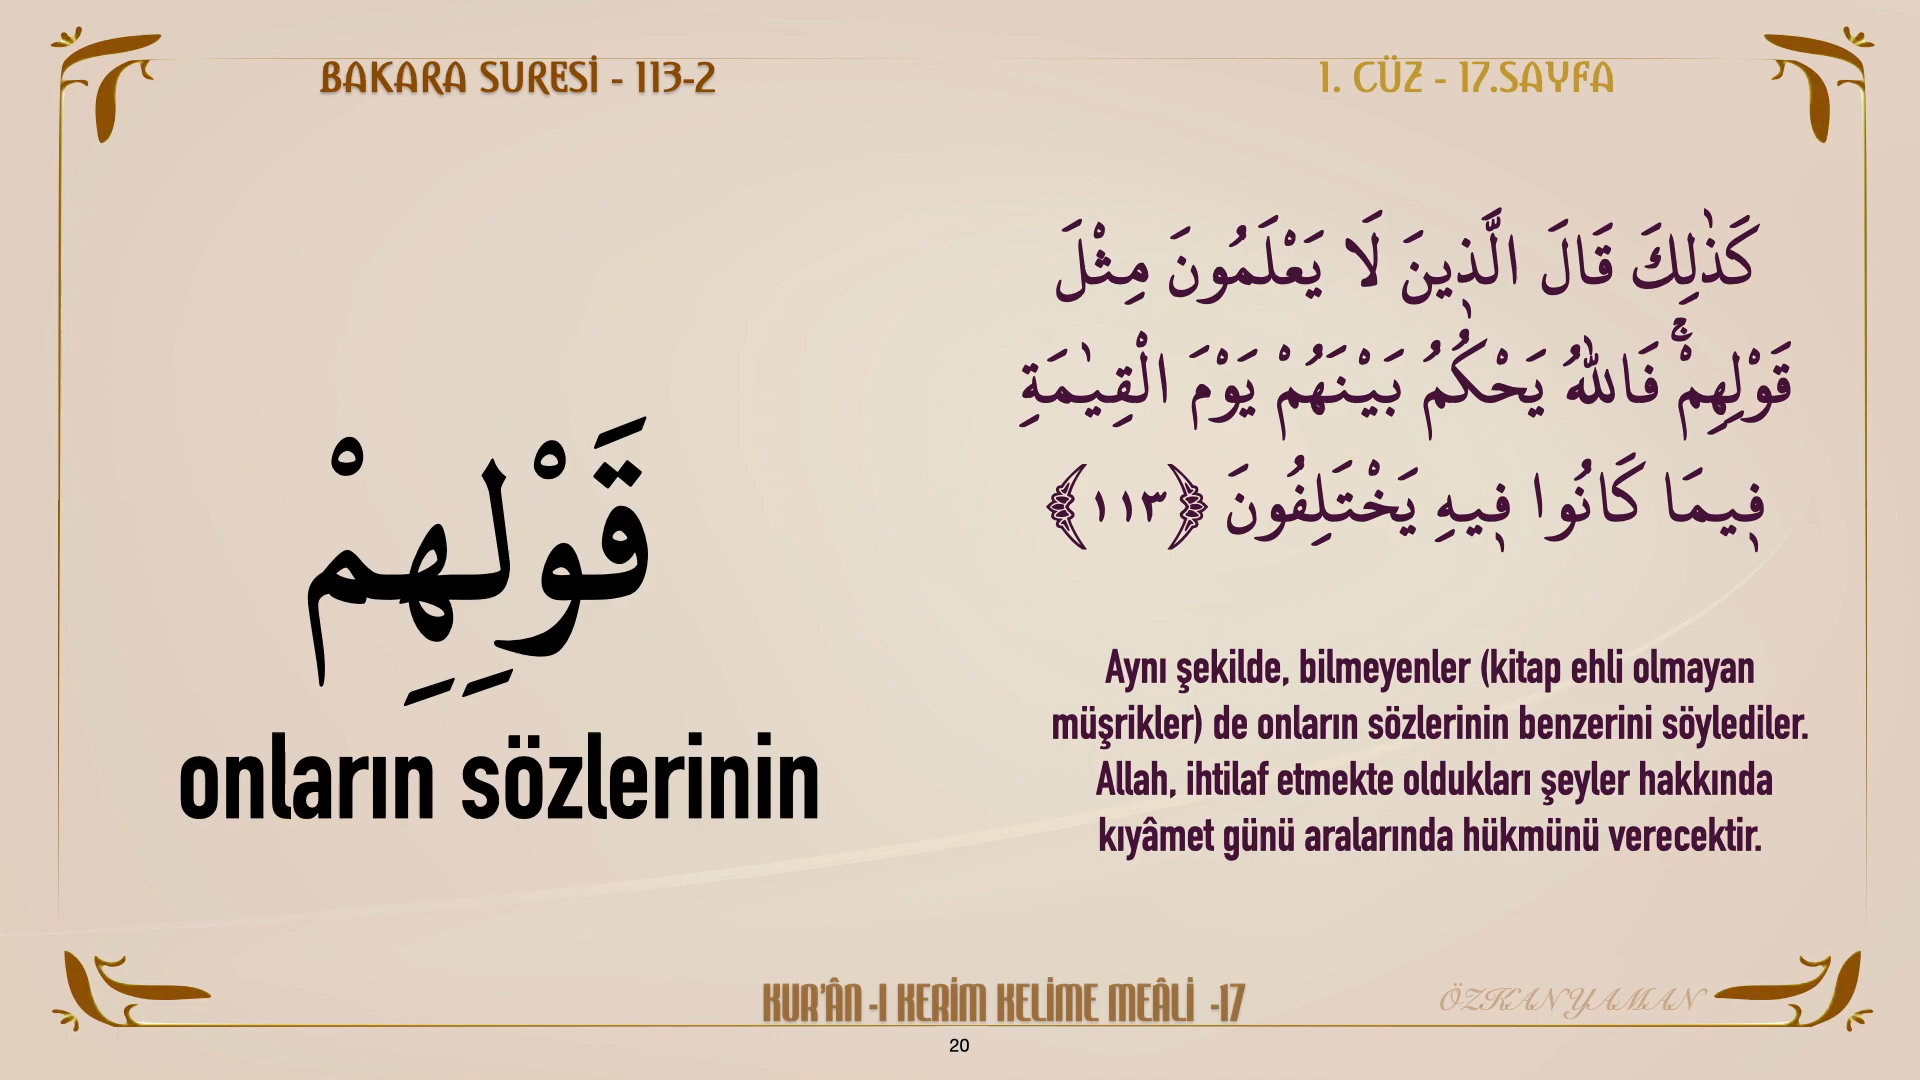 BAKARA SURESİ - 113-2
1. CÜZ - 17.SAYFA
قَوْلِهِمْ
onların sözlerinin
كَذٰلِكَ قَالَ الَّذ۪ينَ لَا يَعْلَمُونَ مِثْلَ
قَوْلِهِمْۚ فَاللّٰهُ يَحْكُمُ بَيْنَهُمْ يَوْمَ الْقِيٰمَةِ
ف۪يمَا كَانُوا ف۪يهِ يَخْتَلِفُونَ ﴿١١٣﴾
Aynı şekilde, bilmeyenler (kitap ehli olmayan
müşrikler) de onların sözlerinin benzerini söylediler.
Allah, ihtilaf etmekte oldukları şeyler hakkında
kıyâmet günü aralarında hükmünü verecektir.
KUR'ÂN -I KERİM KELİME MEÂLİ -17
ÖZKAN YAMAN
20